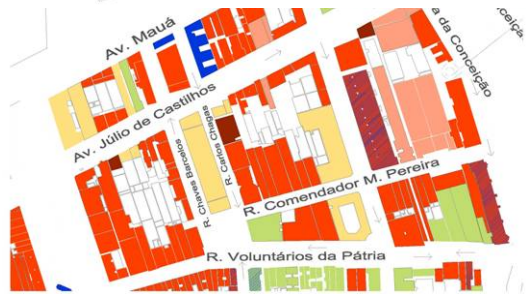 Av. Mauá
Av. Júlio de Castilhos
R. Chaves Barcelos
R. Carlos Chagas
a da Conceição
R. Comendador M. Pereira
R. Voluntários da Pátria